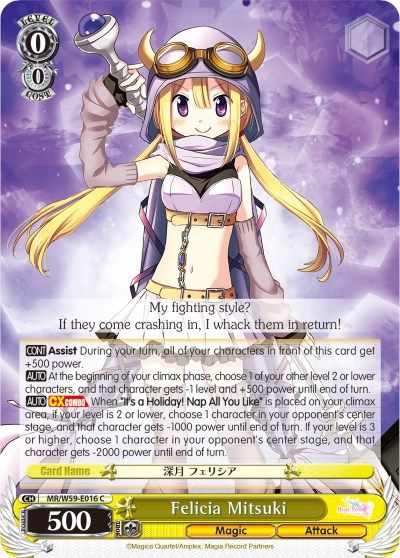 LEVEL
0
0
COST
My fighting style?
If they come crashing in, I whack them in return!
CONT Assist During your turn, all of your characters in front of this card get
+500 power.
AUTO At the beginning of your climax phase, choose 1 of your other level 2 or lower
characters, and that character gets -1 level and +500 power until end of turn.
AUTO CX COMBO When "It's a Holiday! Nap All You Like" is placed on your climax
area, if your level is 2 or lower, choose 1 character in your opponent's center
stage, and that character gets -1000 power until end of turn. If your level is 3
or higher, choose 1 character in your opponent's center stage, and that character
gets -2000 power until end of turn.
Card Name 深月 フェリシア
CH MR/W59-E016 C
Felicia Mitsuki
500
SOUL
Magic Attack
©Magica Quartet/Aniplex, Magia Record Partners